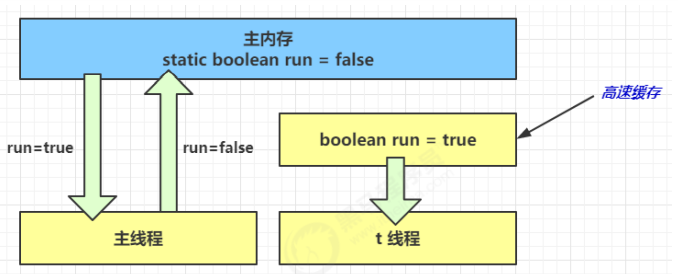 主内存
static boolean run = false
高速缓存
boolean run = true
run=true
run=false
主线程
t 线程